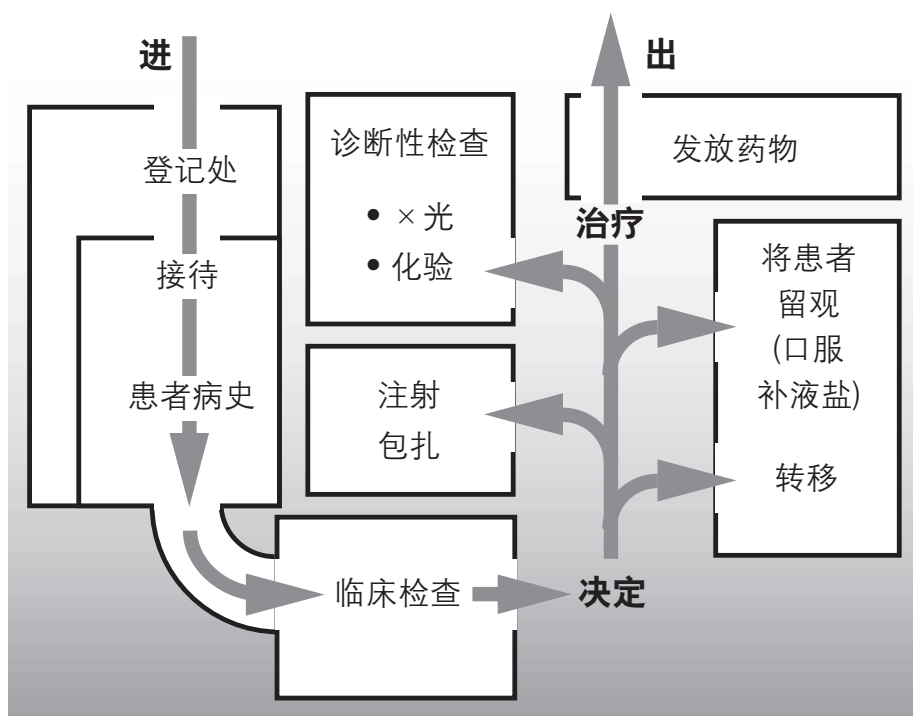 进
登记处
接待
患者病史
临床检查
决定
诊断性检查
• × 光
• 化验
注射
包扎
出
发放药物
治疗
将患者
留观
(口服
补液盐)
转移